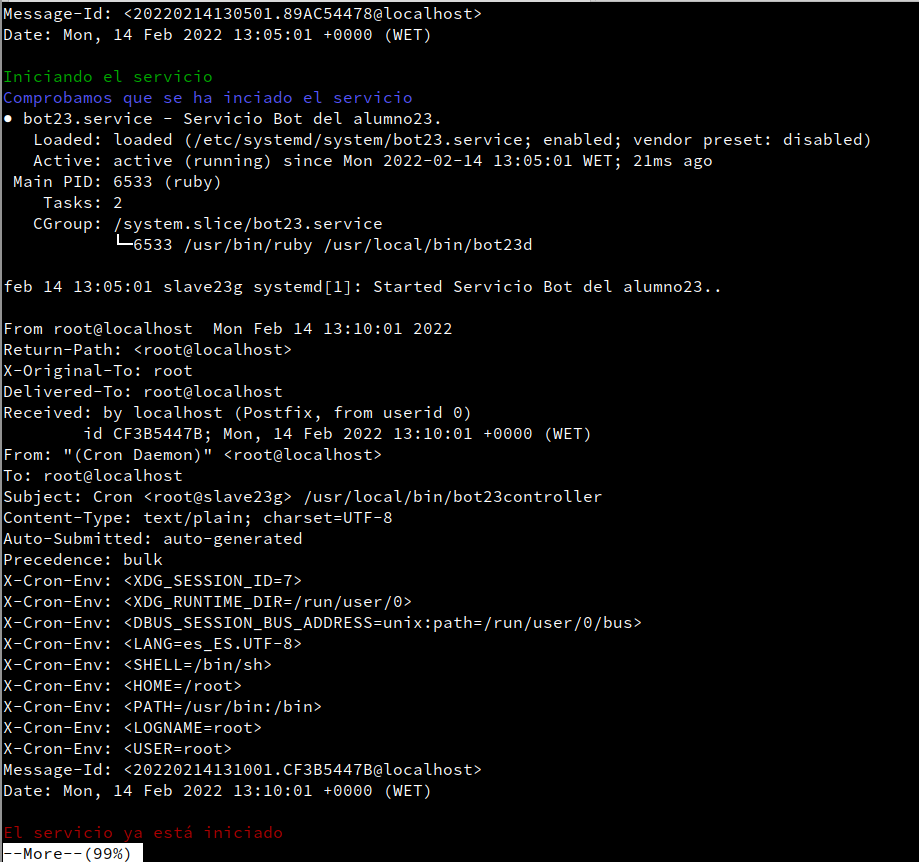 Message-Id: <20220214130501.89AC54478@localhost>
Date: Mon, 14 Feb 2022 13:05:01 +0000 (WET)
Iniciando el servicio
Comprobamos que se ha inciado el servicio
● bot23.service - Servicio Bot del alumno23.
Loaded: loaded (/etc/systemd/system/bot23.service; enabled; vendor preset: disabled)
Active: active (running) since Mon 2022-02-14 13:05:01 WET; 21ms ago
Main PID: 6533 (ruby)
Tasks: 2
CGroup: /system.slice/bot23.service
└─6533 /usr/bin/ruby /usr/local/bin/bot23d
feb 14 13:05:01 slave23g systemd[1]: Started Servicio Bot del alumno23..
From root@localhost  Mon Feb 14 13:10:01 2022
Return-Path: <root@localhost>
X-Original-To: root
Delivered-To: root@localhost
Received: by localhost (Postfix, from userid 0)
id CF3B5447B; Mon, 14 Feb 2022 13:10:01 +0000 (WET)
From: "(Cron Daemon)" <root@localhost>
To: root@localhost
Subject: Cron <root@slave23g> /usr/local/bin/bot23controller
Content-Type: text/plain; charset=UTF-8
Auto-Submitted: auto-generated
Precedence: bulk
X-Cron-Env: <XDG_SESSION_ID=7>
X-Cron-Env: <XDG_RUNTIME_DIR=/run/user/0>
X-Cron-Env: <DBUS_SESSION_BUS_ADDRESS=unix:path=/run/user/0/bus>
X-Cron-Env: <LANG=es_ES.UTF-8>
X-Cron-Env: <SHELL=/bin/sh>
X-Cron-Env: <HOME=/root>
X-Cron-Env: <PATH=/usr/bin:/bin>
X-Cron-Env: <LOGNAME=root>
X-Cron-Env: <USER=root>
Message-Id: <20220214131001.CF3B5447B@localhost>
Date: Mon, 14 Feb 2022 13:10:01 +0000 (WET)
El servicio ya está iniciado
--More--(99%)